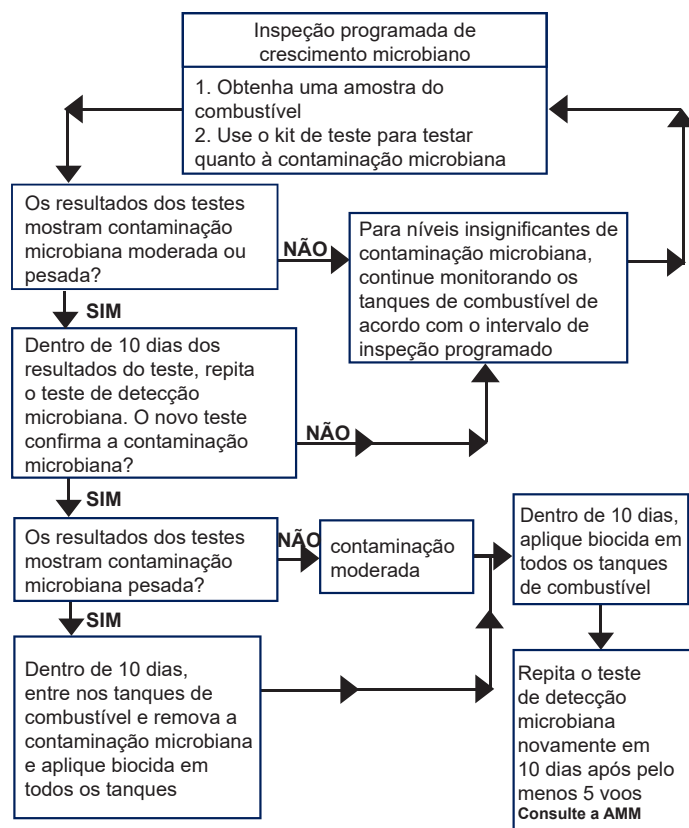 Inspeção programada de
crescimento microbiano
1. Obtenha uma amostra do
combustível
2. Use o kit de teste para testar
quanto à contaminação microbiana
Os resultados dos testes
mostram contaminação
microbiana moderada ou
pesada?
NÃO
Para níveis insignificantes de
contaminação microbiana,
continue monitorando os
tanques de combustível de
acordo com o intervalo de
inspeção programado
SIM
Dentro de 10 dias dos
resultados do teste, repita
o teste de detecção
microbiana. O novo teste
confirma a contaminação
microbiana?
NÃO
SIM
Os resultados dos testes
mostram contaminação
microbiana pesada?
NÃO
contaminação
moderada
Dentro de 10 dias,
aplique biocida em
todos os tanques
de combustível
SIM
Dentro de 10 dias,
entre nos tanques de
combustível e remova a
contaminação microbiana
e aplique biocida em
todos os tanques
Repita o teste
de detecção
microbiana
novamente em
10 dias após pelo
menos 5 voos
Consulte a AMM